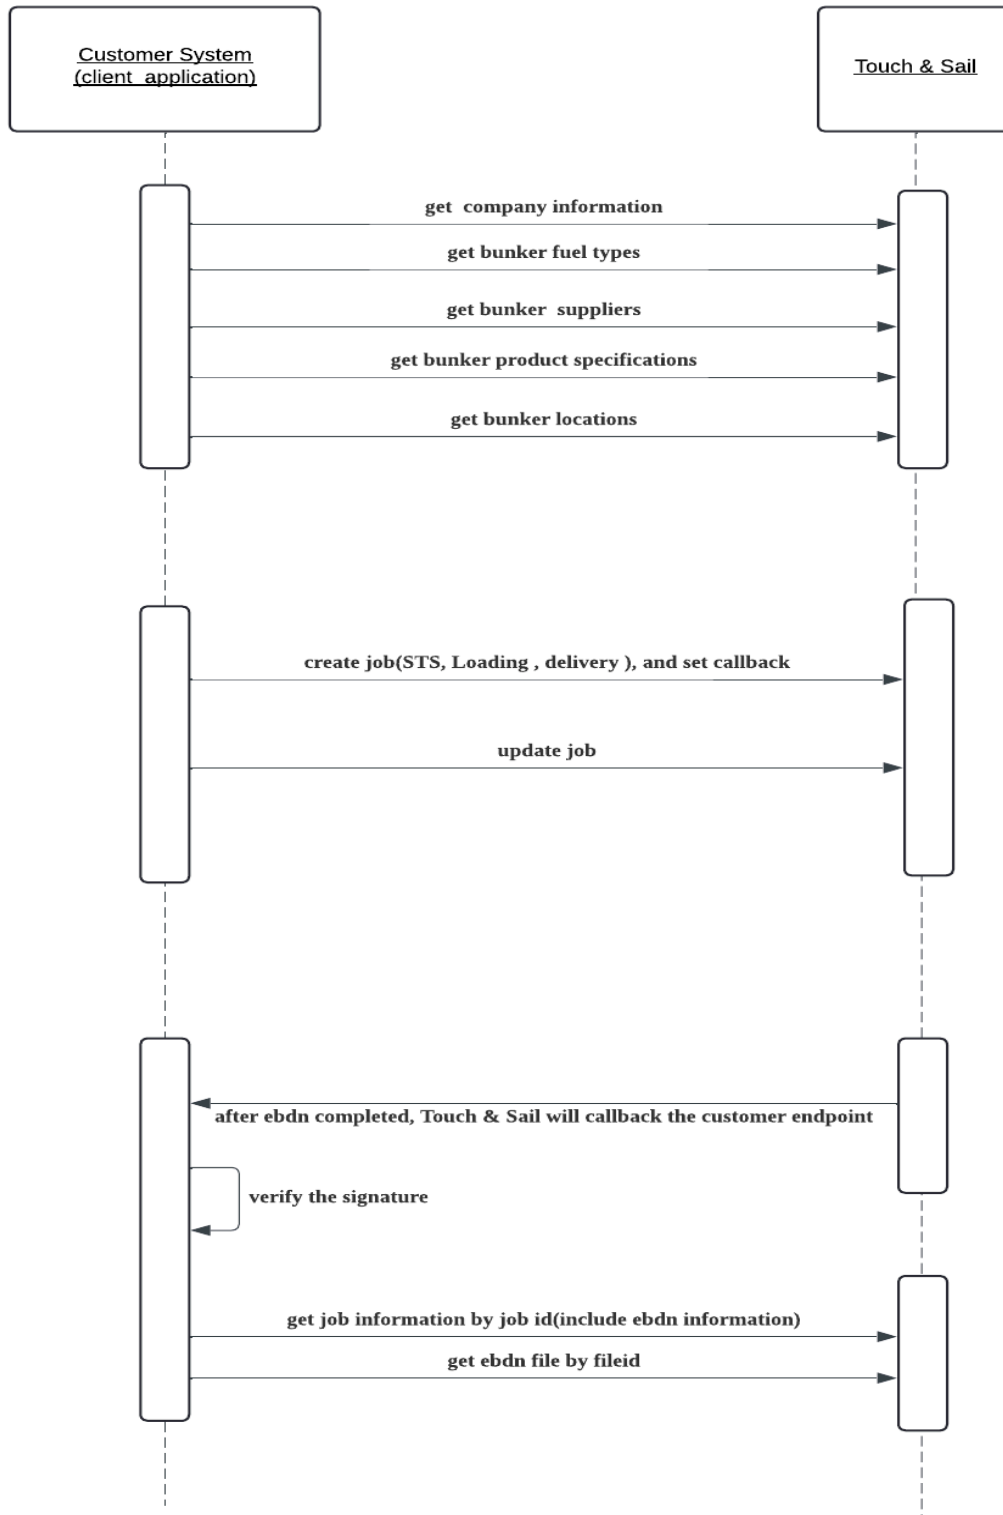 Customer System
(client_application)
Touch & Sail
get  company information
get bunker fuel types
get bunker  suppliers
get bunker product specifications
get bunker locations
create job(STS, Loading , delivery ), and set callback
update job
after ebdn completed, Touch & Sail will callback the customer endpoint
verify the signature
get job information by job id(include ebdn information)
get ebdn file by fileid